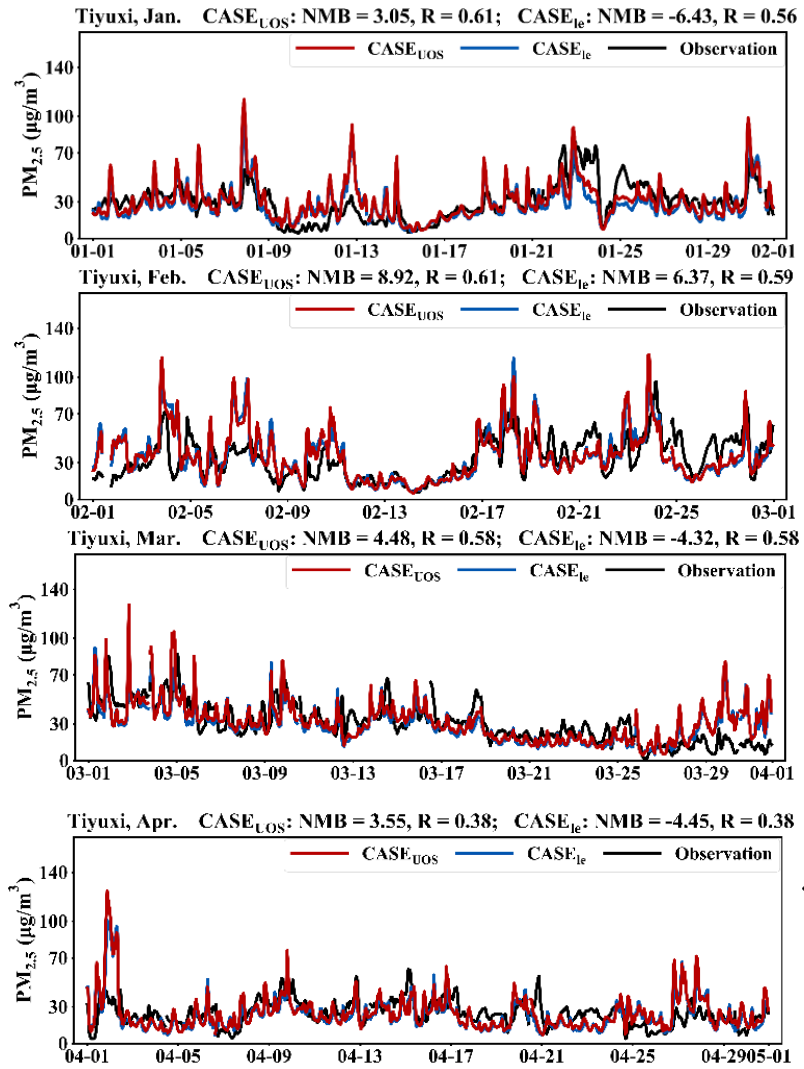 Tiyuxi, Jan. CASE_UOS: NMB = 3.05, R = 0.61; CASE_le: NMB = -6.43, R = 0.56
CASE_UOS CASE_le Observation
PM2.5 (μg/m³)
140
100
70
30
0
01-01 01-05 01-09 01-13 01-17 01-21 01-25 01-29 02-01
Tiyuxi, Feb. CASE_UOS: NMB = 8.92, R = 0.61; CASE_le: NMB = 6.37, R = 0.59
CASE_UOS CASE_le Observation
PM2.5 (μg/m³)
140
100
70
30
0
02-01 02-05 02-09 02-13 02-17 02-21 02-25 03-01
Tiyuxi, Mar. CASE_UOS: NMB = 4.48, R = 0.58; CASE_le: NMB = -4.32, R = 0.58
CASE_UOS CASE_le Observation
PM2.5 (μg/m³)
140
100
70
30
0
03-01 03-05 03-09 03-13 03-17 03-21 03-25 03-29 04-01
Tiyuxi, Apr. CASE_UOS: NMB = 3.55, R = 0.38; CASE_le: NMB = -4.45, R = 0.38
CASE_UOS CASE_le Observation
PM2.5 (μg/m³)
140
100
70
30
0
04-01 04-05 04-09 04-13 04-17 04-21 04-25 04-29 05-01